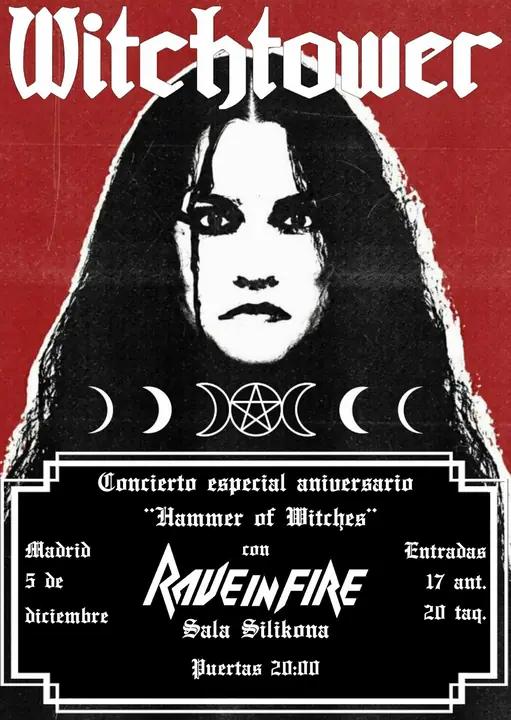 Witchtower
Concierto especial aniversario
¨Hammer of Witches¨
con
RAVEINFIRE
Sala Silikona
Puertas 20:00
Madrid
5 de
diciembre
Entradas
17 ant.
20 taq.